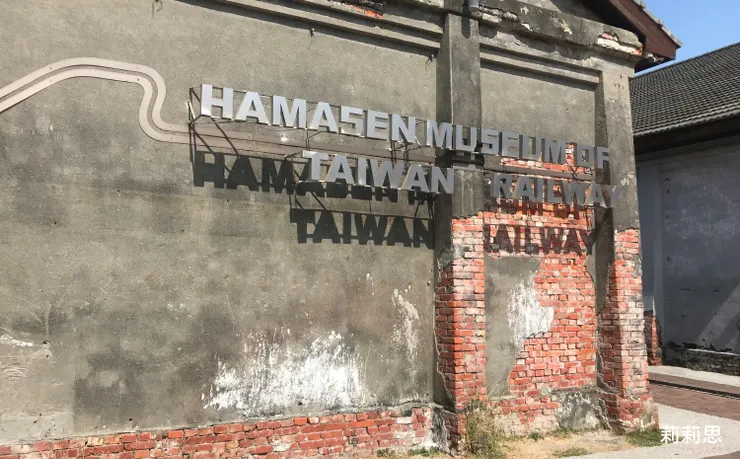 HAMASEN MUSEUM OF
TAIWAN RAILWAY
莉莉思